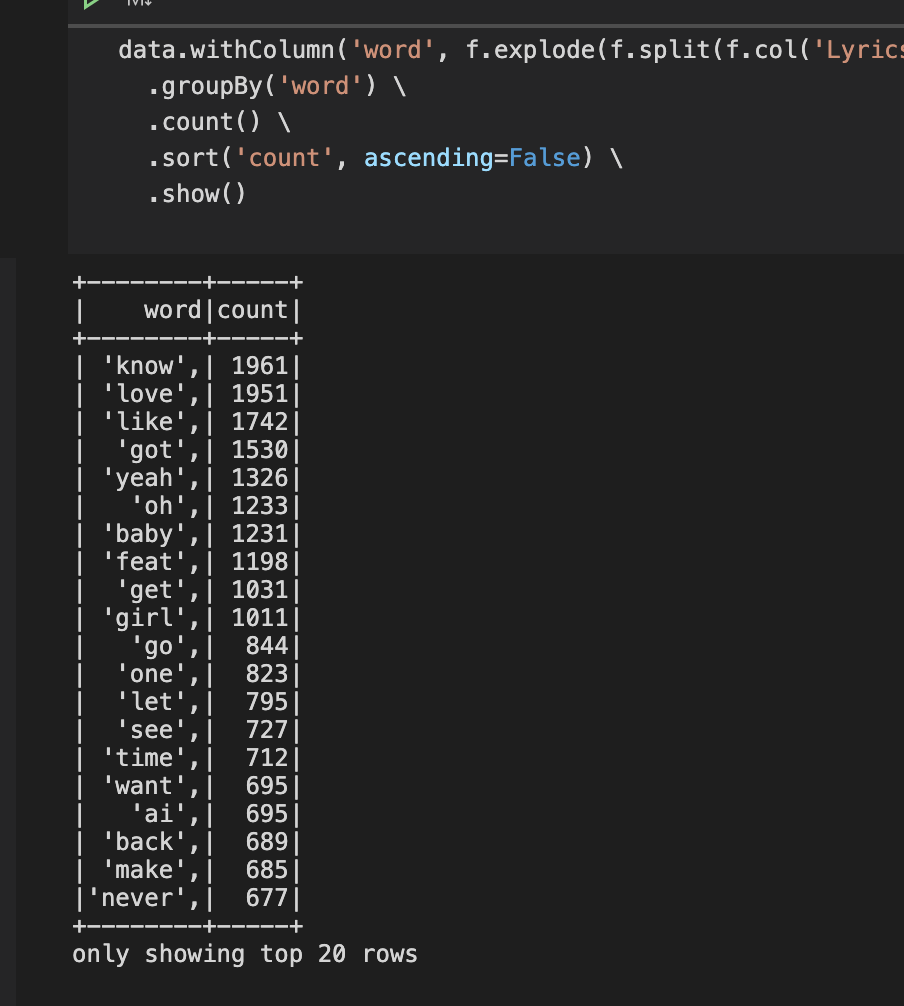 data.withColumn('word', f.explode(f.split(f.col('Lyrics
.groupBy('word') \
.count() \
.sort('count', ascending=False) \
.show()
+--------+-----+
|    word|count|
+--------+-----+
| 'know',| 1961|
| 'love',| 1951|
| 'like',| 1742|
|  'got',| 1530|
| 'yeah',| 1326|
|   'oh',| 1233|
| 'baby',| 1231|
| 'feat',| 1198|
|  'get',| 1031|
| 'girl',| 1011|
|   'go',|  844|
|  'one',|  823|
|  'let',|  795|
|  'see',|  727|
| 'time',|  712|
| 'want',|  695|
|   'ai',|  695|
| 'back',|  689|
| 'make',|  685|
|'never',|  677|
+--------+-----+
only showing top 20 rows